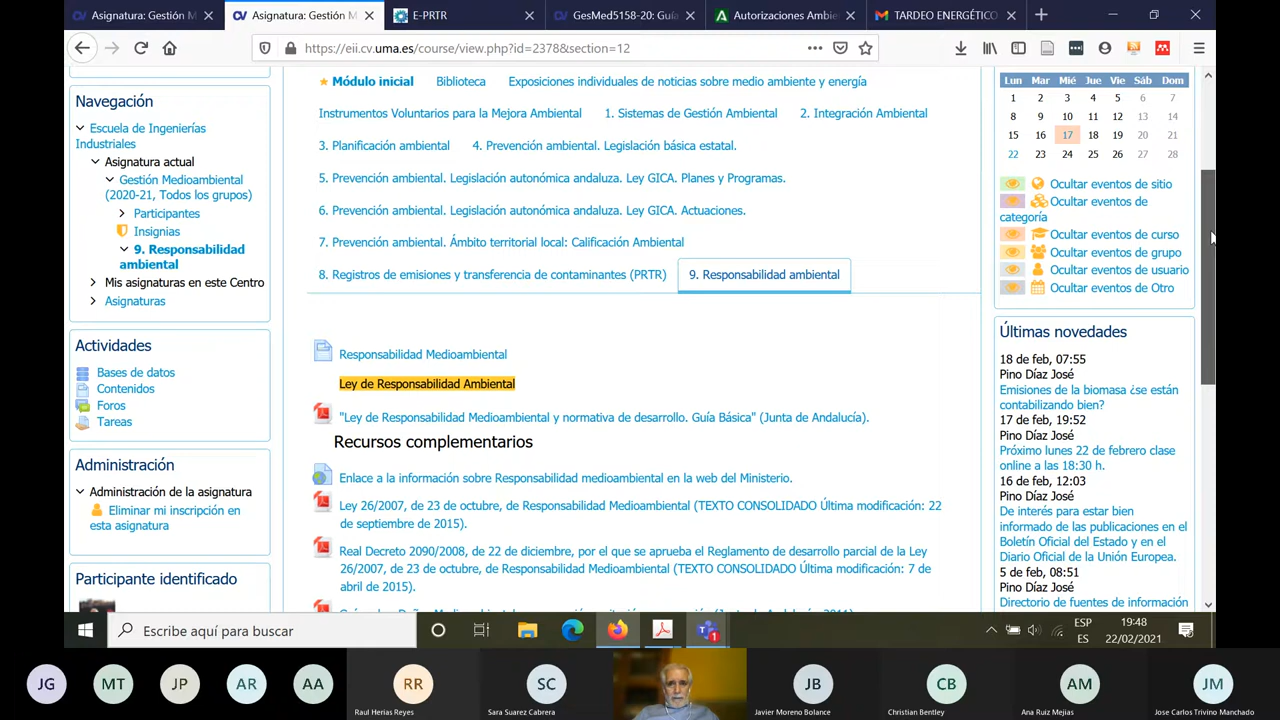 Asignatura: Gestión M
Asignatura: Gestión M
E-PRTR
GesMed5158-20: Guía
Autorizaciones Ambie
TARDEO ENERGÉTICO
https://eii.cv.uma.es/course/view.php?id=2378&section=12
Navegación
Escuela de Ingenierías
Industriales
Asignatura actual
Gestión Medioambiental
(2020-21, Todos los grupos)
Participantes
Insignias
9. Responsabilidad
ambiental
Mis asignaturas en este Centro
Asignaturas
Actividades
Bases de datos
Contenidos
Foros
Tareas
Administración
Administración de la asignatura
Eliminar mi inscripción en
esta asignatura
Participante identificado
Módulo inicial Biblioteca Exposiciones individuales de noticias sobre medio ambiente y energía
Instrumentos Voluntarios para la Mejora Ambiental 1. Sistemas de Gestión Ambiental 2. Integración Ambiental
3. Planificación ambiental 4. Prevención ambiental. Legislación básica estatal.
5. Prevención ambiental. Legislación autonómica andaluza. Ley GICA. Planes y Programas.
6. Prevención ambiental. Legislación autonómica andaluza. Ley GICA. Actuaciones.
7. Prevención ambiental. Ámbito territorial local: Calificación Ambiental
8. Registros de emisiones y transferencia de contaminantes (PRTR) 9. Responsabilidad ambiental
Responsabilidad Medioambiental
Ley de Responsabilidad Ambiental
"Ley de Responsabilidad Medioambiental y normativa de desarrollo. Guía Básica" (Junta de Andalucía).
Recursos complementarios
Enlace a la información sobre Responsabilidad medioambiental en la web del Ministerio.
Ley 26/2007, de 23 de octubre, de Responsabilidad Medioambiental (TEXTO CONSOLIDADO Última modificación: 22
de septiembre de 2015).
Real Decreto 2090/2008, de 22 de diciembre, por el que se aprueba el Reglamento de desarrollo parcial de la Ley
26/2007, de 23 de octubre, de Responsabilidad Medioambiental (TEXTO CONSOLIDADO Última modificación: 7 de
abril de 2015).
Lun Mar Mié Jue Vie Sáb Dom
1 2 3 4 5 6 7
8 9 10 11 12 13 14
15 16 17 18 19 20 21
22 23 24 25 26 27 28
Ocultar eventos de sitio
Ocultar eventos de
categoría
Ocultar eventos de curso
Ocultar eventos de grupo
Ocultar eventos de usuario
Ocultar eventos de Otro
Últimas novedades
18 de feb, 07:55
Pino Díaz José
Emisiones de la biomasa ¿se están
contabilizando bien?
17 de feb, 19:52
Pino Díaz José
Próximo lunes 22 de febrero clase
online a las 18:30 h.
16 de feb, 12:03
Pino Díaz José
De interés para estar bien
informado de las publicaciones en el
Boletín Oficial del Estado y en el
Diario Oficial de la Unión Europea.
5 de feb, 08:51
Pino Díaz José
Directorio de fuentes de información
Escribe aquí para buscar
1
ESP
ES
19:48
22/02/2021
JG MT JP AR AA RR SC JB CB AM JM
Raul Herias Reyes
Sara Suarez Cabrera
Javier Moreno Bolance
Christian Bentley
Ana Ruiz Mejias
Jose Carlos Trivino Manchado